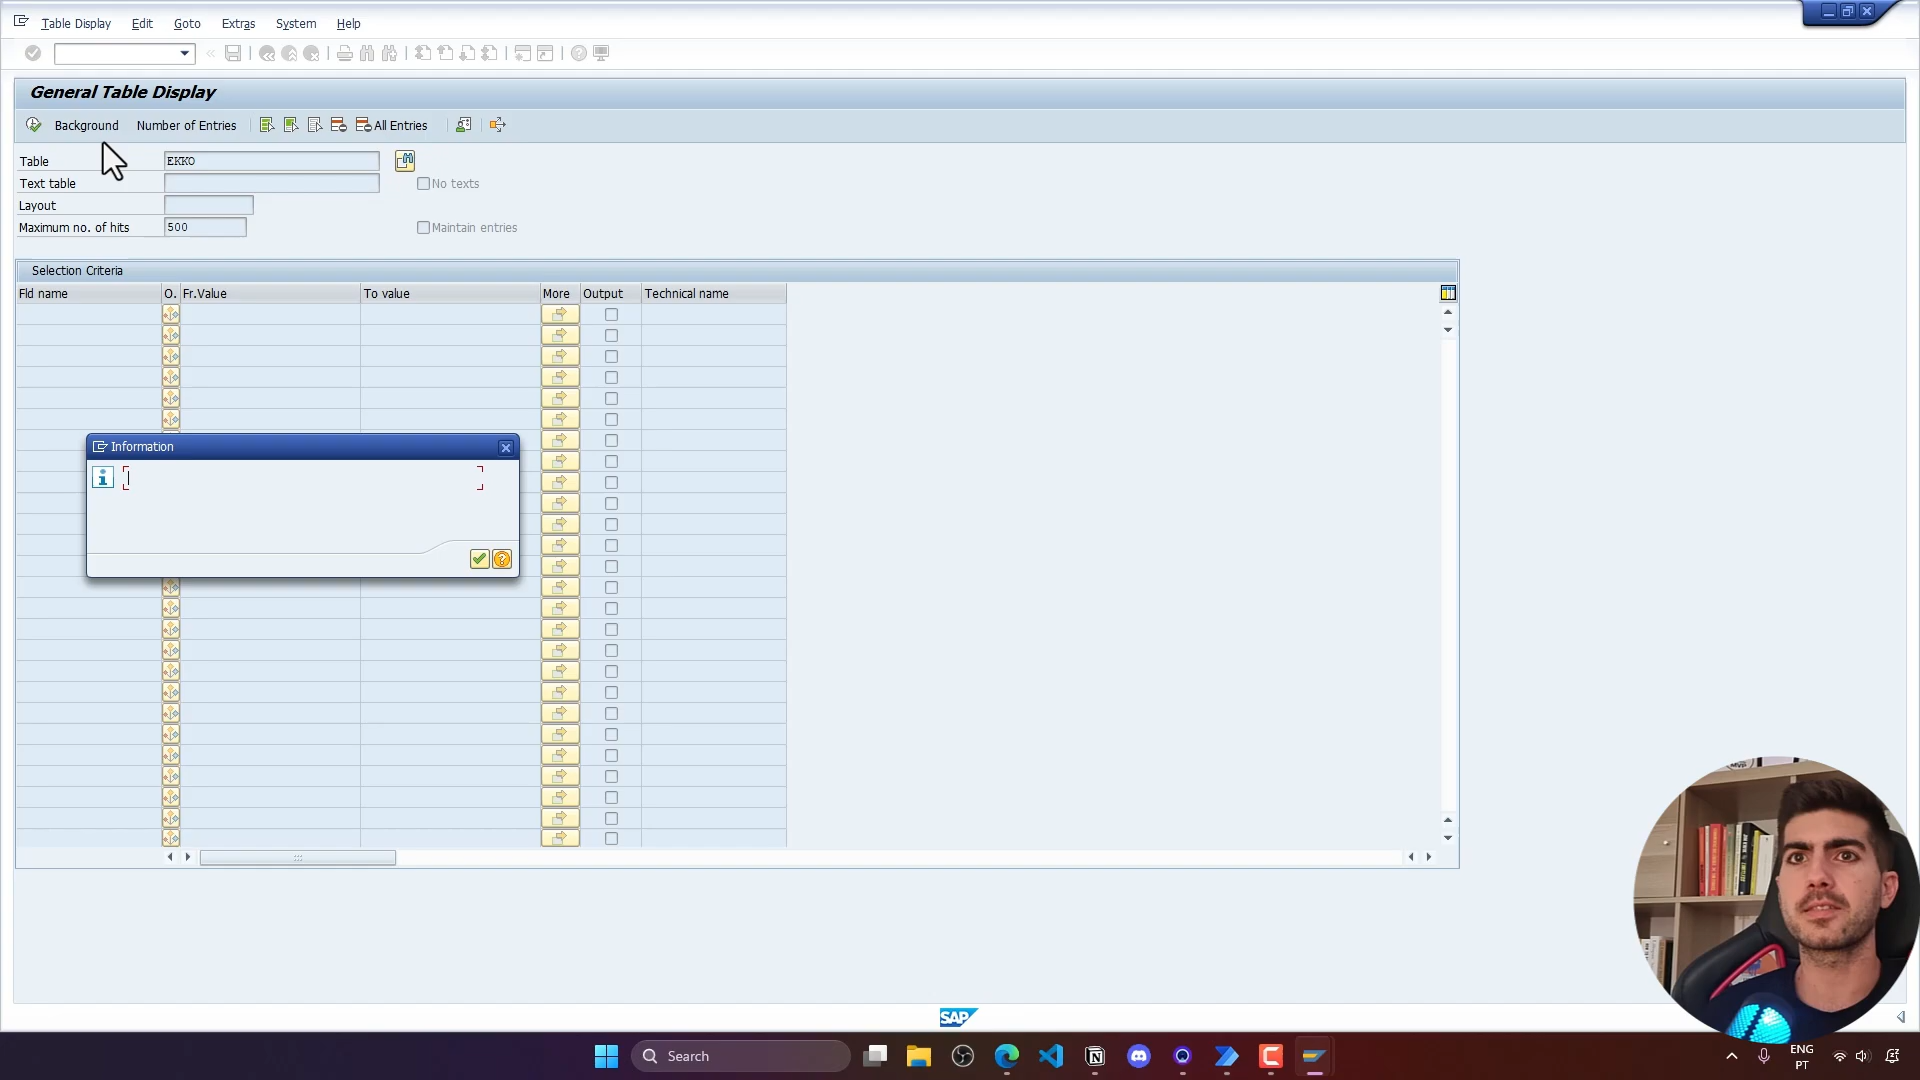 Table Display Edit Goto Extras System Help
General Table Display
Background Number of Entries All Entries
Table EKKO
Text table No texts
Layout
Maximum no. of hits 500 Maintain entries
Selection Criteria
Fld name O. Fr.Value To value More Output Technical name
Information
SAP
Search
ENG
PT